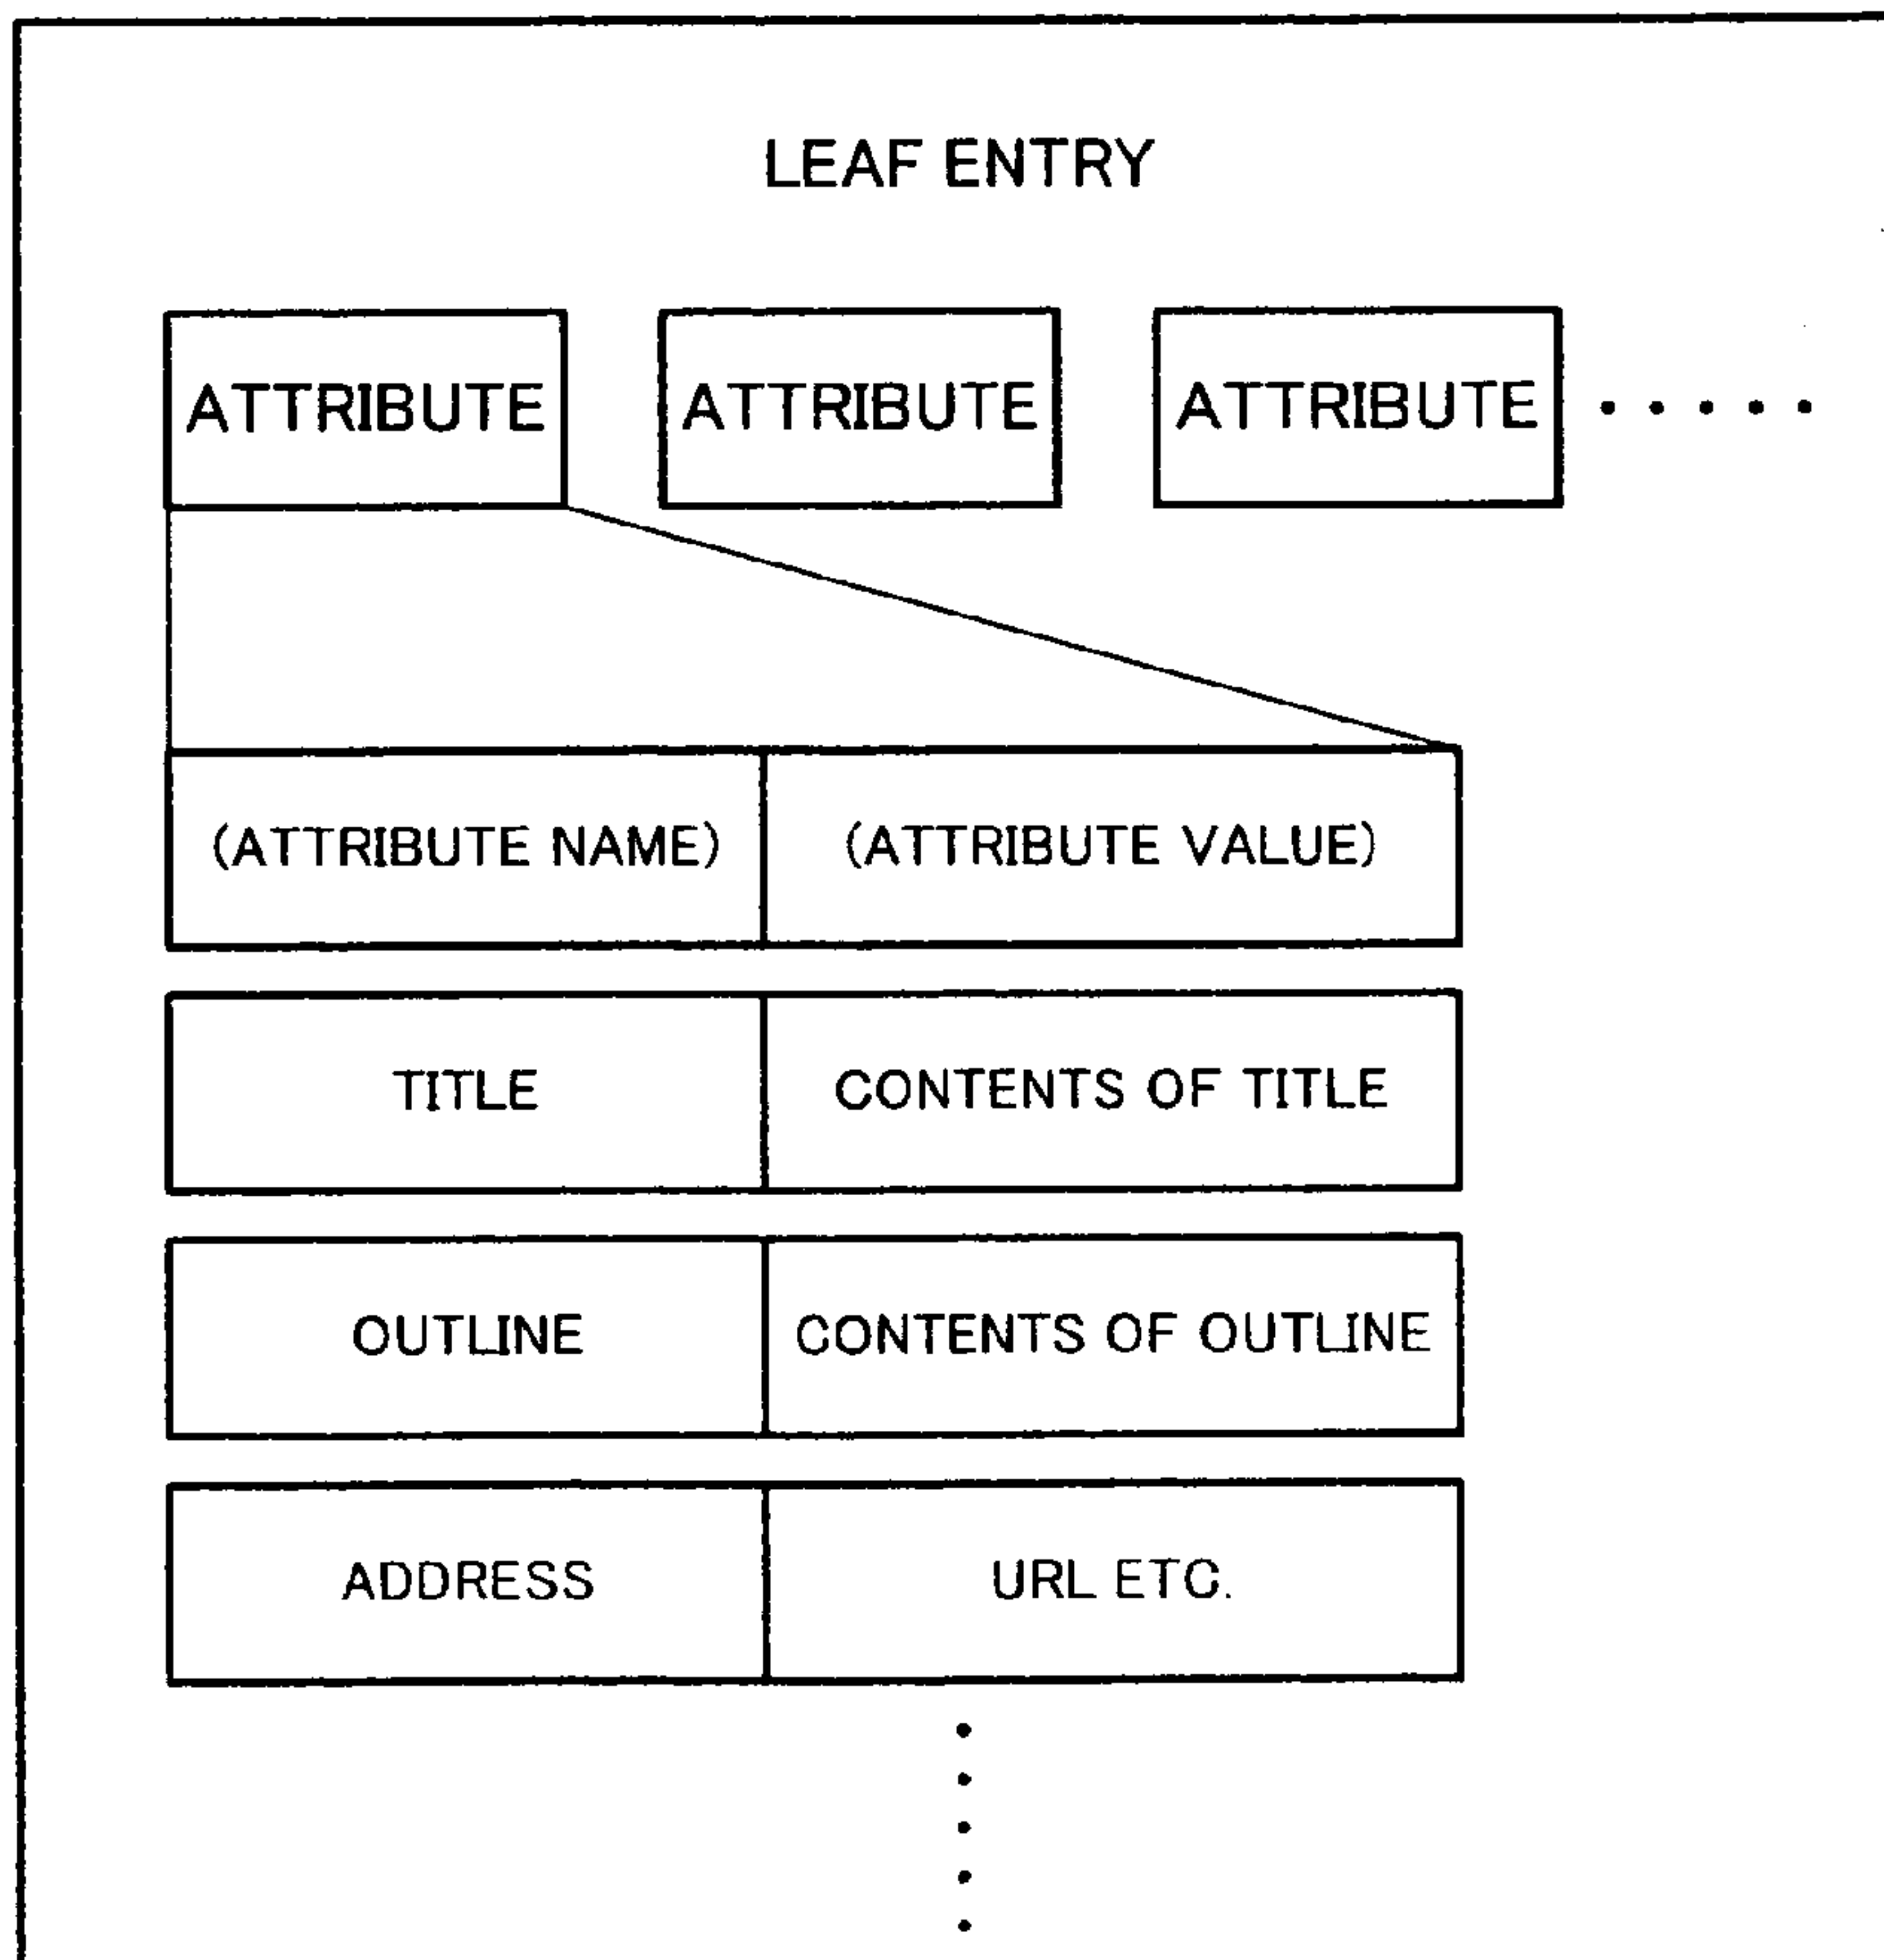 LEAF ENTRY
ATTRIBUTE ATTRIBUTE ATTRIBUTE ·····
(ATTRIBUTE NAME) (ATTRIBUTE VALUE)
TITLE CONTENTS OF TITLE
OUTLINE CONTENTS OF OUTLINE
ADDRESS URL ETC.